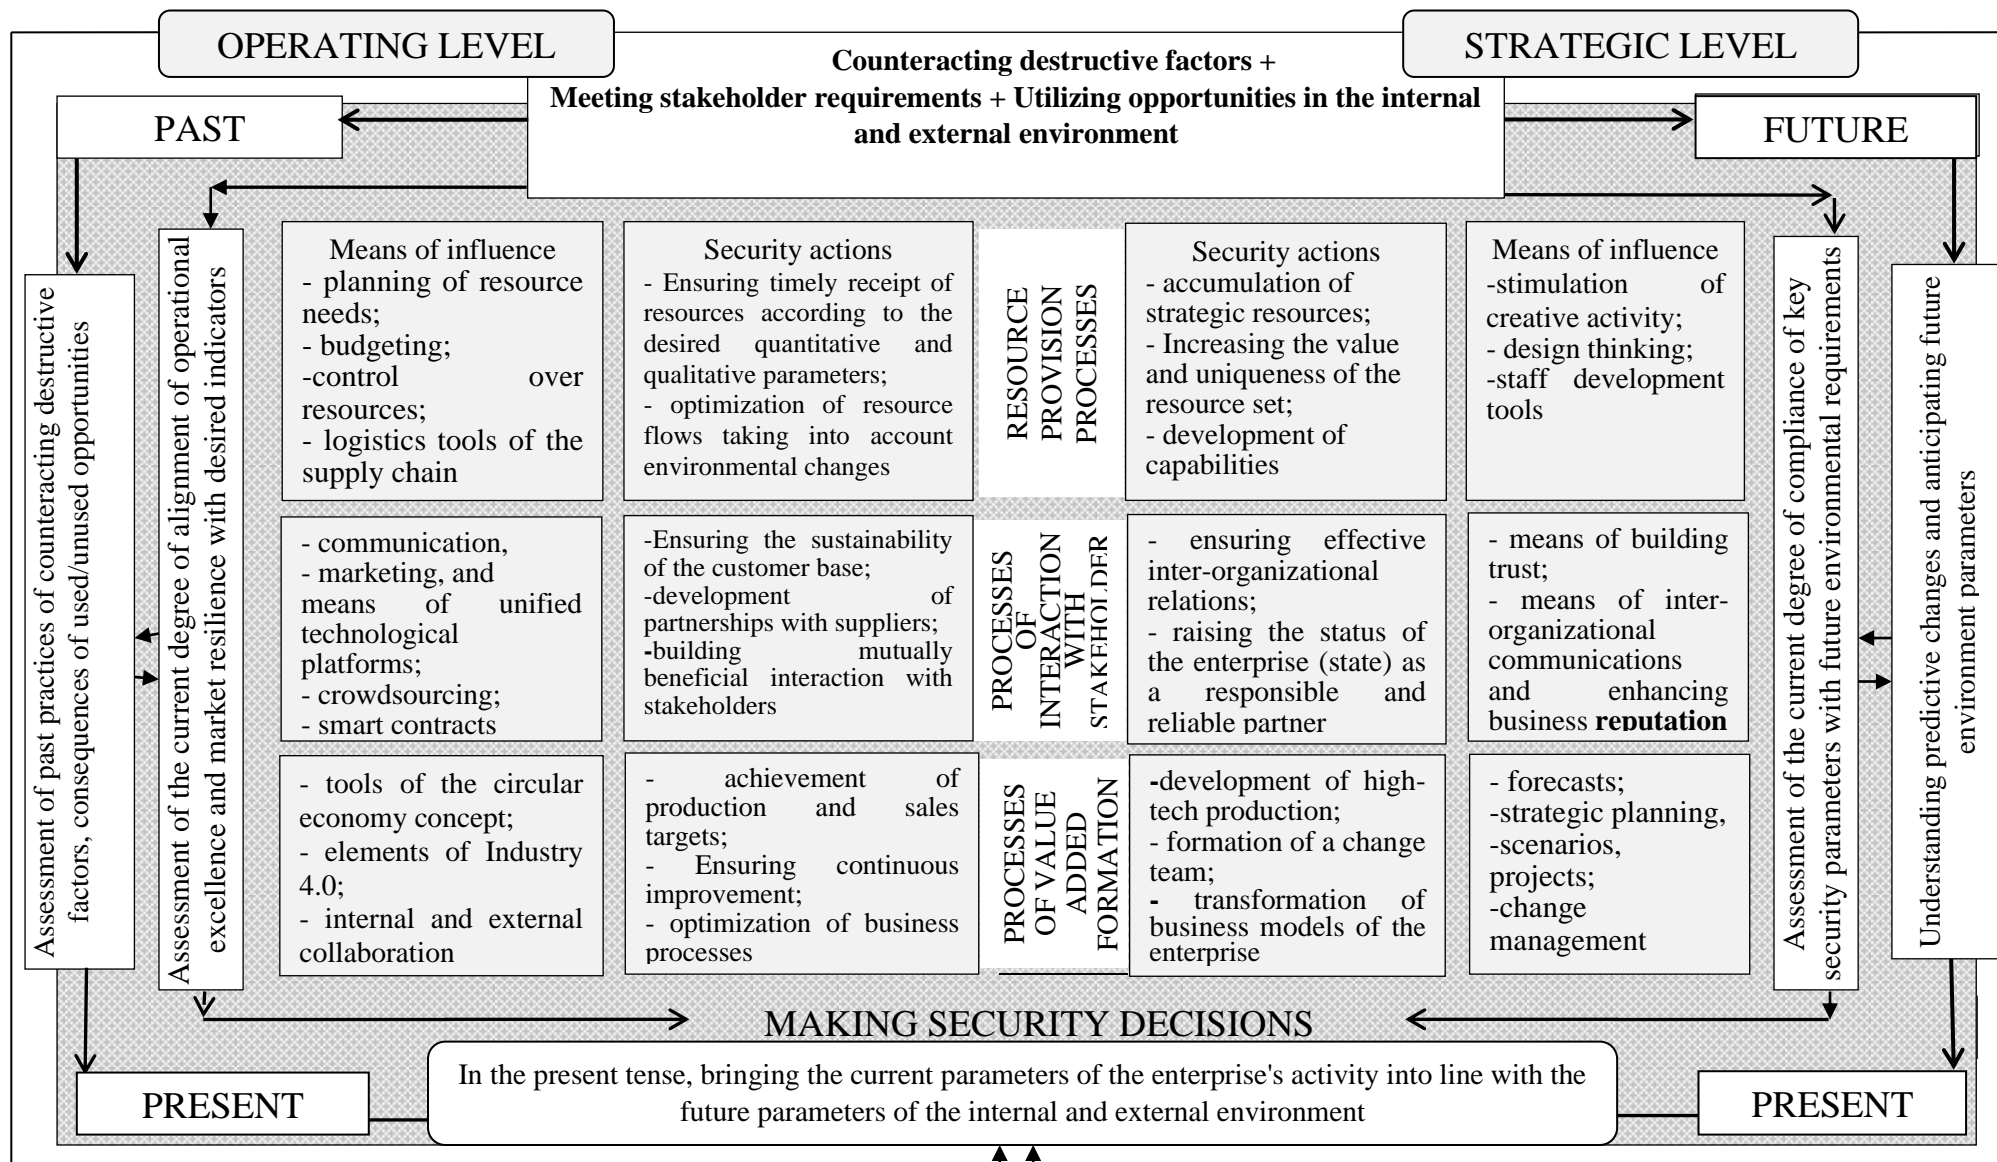 OPERATING LEVEL
STRATEGIC LEVEL
Counteracting destructive factors +
Meeting stakeholder requirements + Utilizing opportunities in the internal
and external environment
PAST
FUTURE
Assessment of past practices of counteracting destructive
factors, consequences of used/unused opportunities
Assessment of the current degree of alignment of operational
excellence and market resilience with desired indicators
Means of influence
- planning of resource
needs;
- budgeting;
-control over
resources;
- logistics tools of the
supply chain
Security actions
- Ensuring timely receipt of
resources according to the
desired quantitative and
qualitative parameters;
- optimization of resource
flows taking into account
environmental changes
RESOURCE
PROVISION
PROCESSES
Security actions
- accumulation of
strategic resources;
- Increasing the value
and uniqueness of the
resource set;
- development of
capabilities
Means of influence
-stimulation of
creative activity;
- design thinking;
-staff development
tools
- communication,
- marketing, and
means of unified
technological
platforms;
- crowdsourcing;
- smart contracts
-Ensuring the sustainability
of the customer base;
-development of
partnerships with suppliers;
-building mutually
beneficial interaction with
stakeholders
PROCESSES
OF
INTERACTION
WITH
STAKEHOLDER
- ensuring effective
inter-organizational
relations;
- raising the status of
the enterprise (state) as
a responsible and
reliable partner
- means of building
trust;
- means of inter-
organizational
communications
and enhancing
business reputation
- tools of the circular
economy concept;
- elements of Industry
4.0;
- internal and external
collaboration
- achievement of
production and sales
targets;
- Ensuring continuous
improvement;
- optimization of business
processes
PROCESSES
OF VALUE
ADDED
FORMATION
-development of high-
tech production;
- formation of a change
team;
- transformation of
business models of the
enterprise
- forecasts;
-strategic planning,
-scenarios,
projects;
-change
management
Assessment of the current degree of compliance of key
security parameters with future environmental requirements
Understanding predictive changes and anticipating future
environment parameters
MAKING SECURITY DECISIONS
In the present tense, bringing the current parameters of the enterprise's activity into line with the
future parameters of the internal and external environment
PRESENT
PRESENT